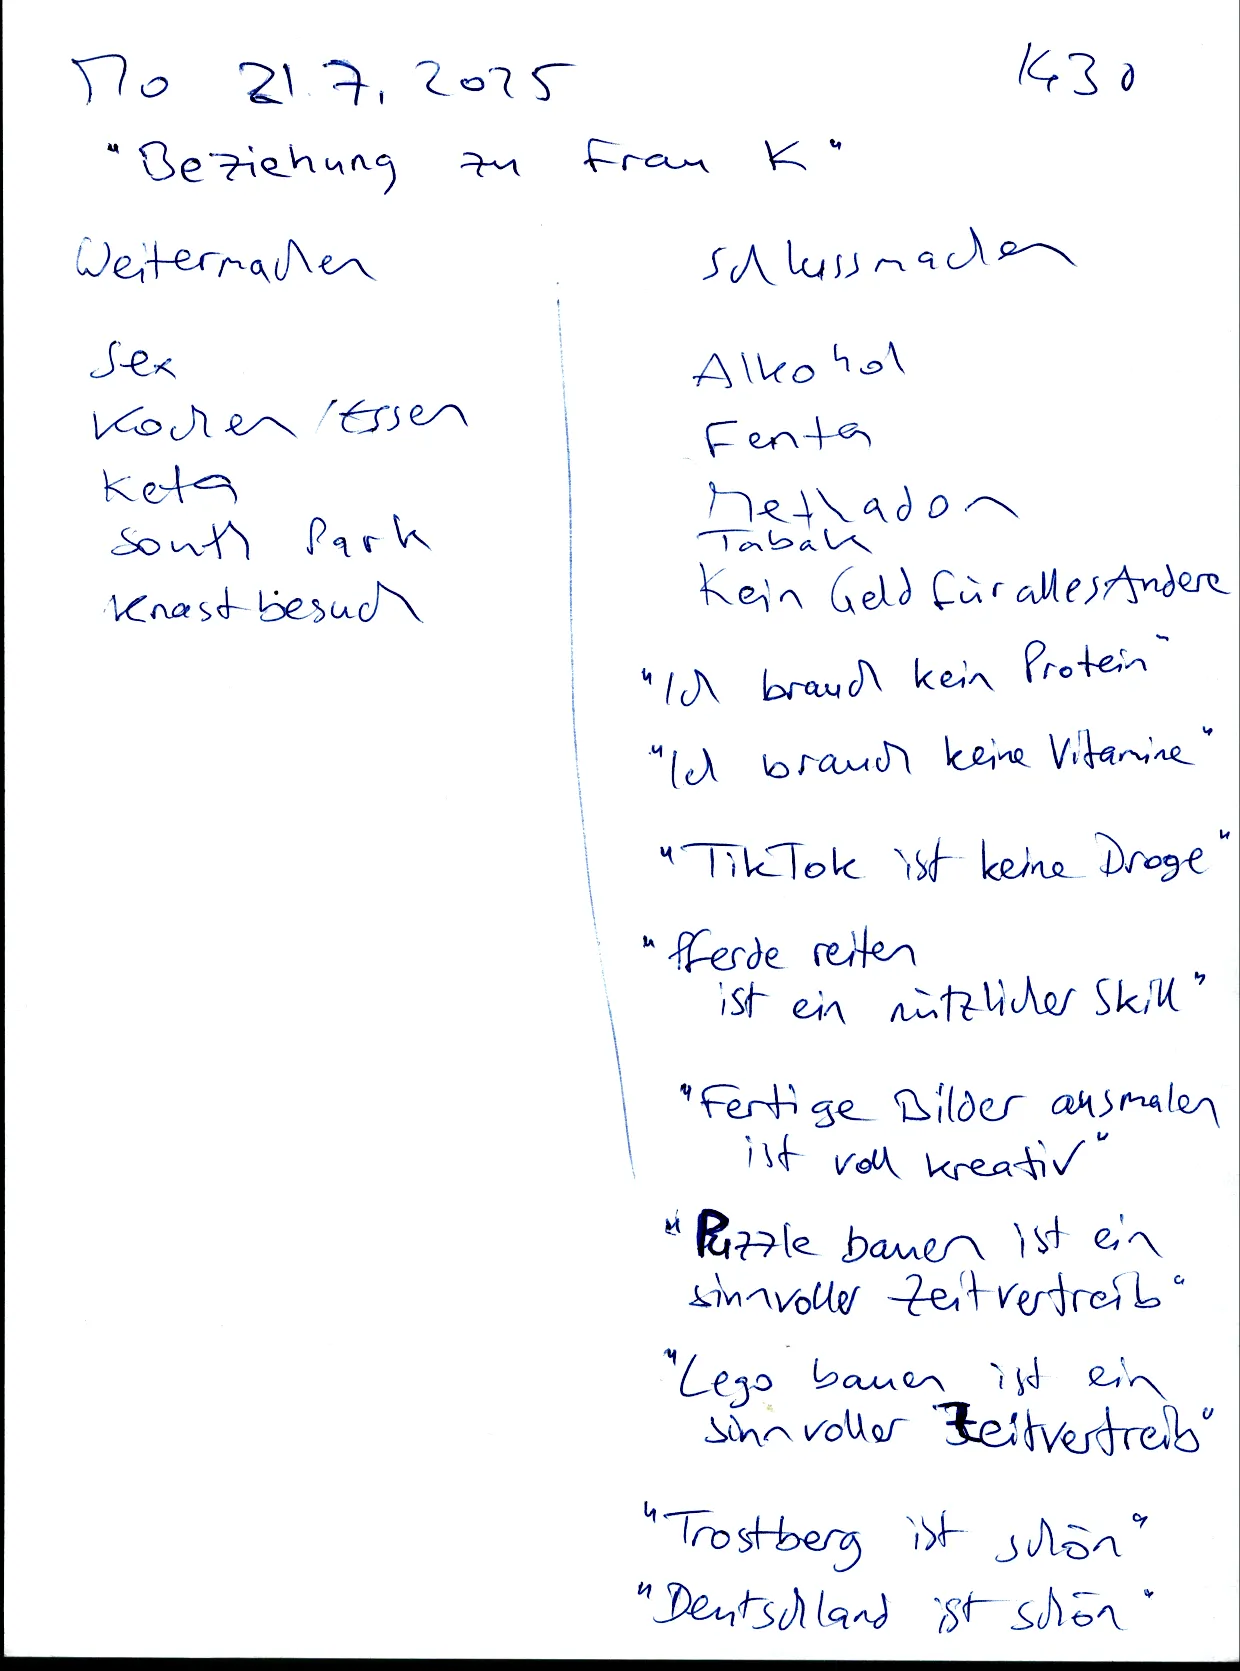 Mo 21.7.2025 1430
"Beziehung zu Frau K"
Weitermachen
Sex
Kochen/Essen
Keta
South Park
Knastbesuch
Schlussmachen
Alkohol
Fenta
Methadon
Tabak
Kein Geld für alles Andere
"Ich brauch kein Protein"
"Ich brauch keine Vitamine"
"TikTok ist keine Droge"
"Pferde reiten
ist ein nützlicher Skill"
"Fertige Bilder ausmalen
ist voll kreativ"
"Puzzle bauen ist ein
sinnvoller Zeitvertreib"
"Lego bauen ist ein
sinnvoller Zeitvertreib"
"Trostberg ist schön"
"Deutschland ist schön"